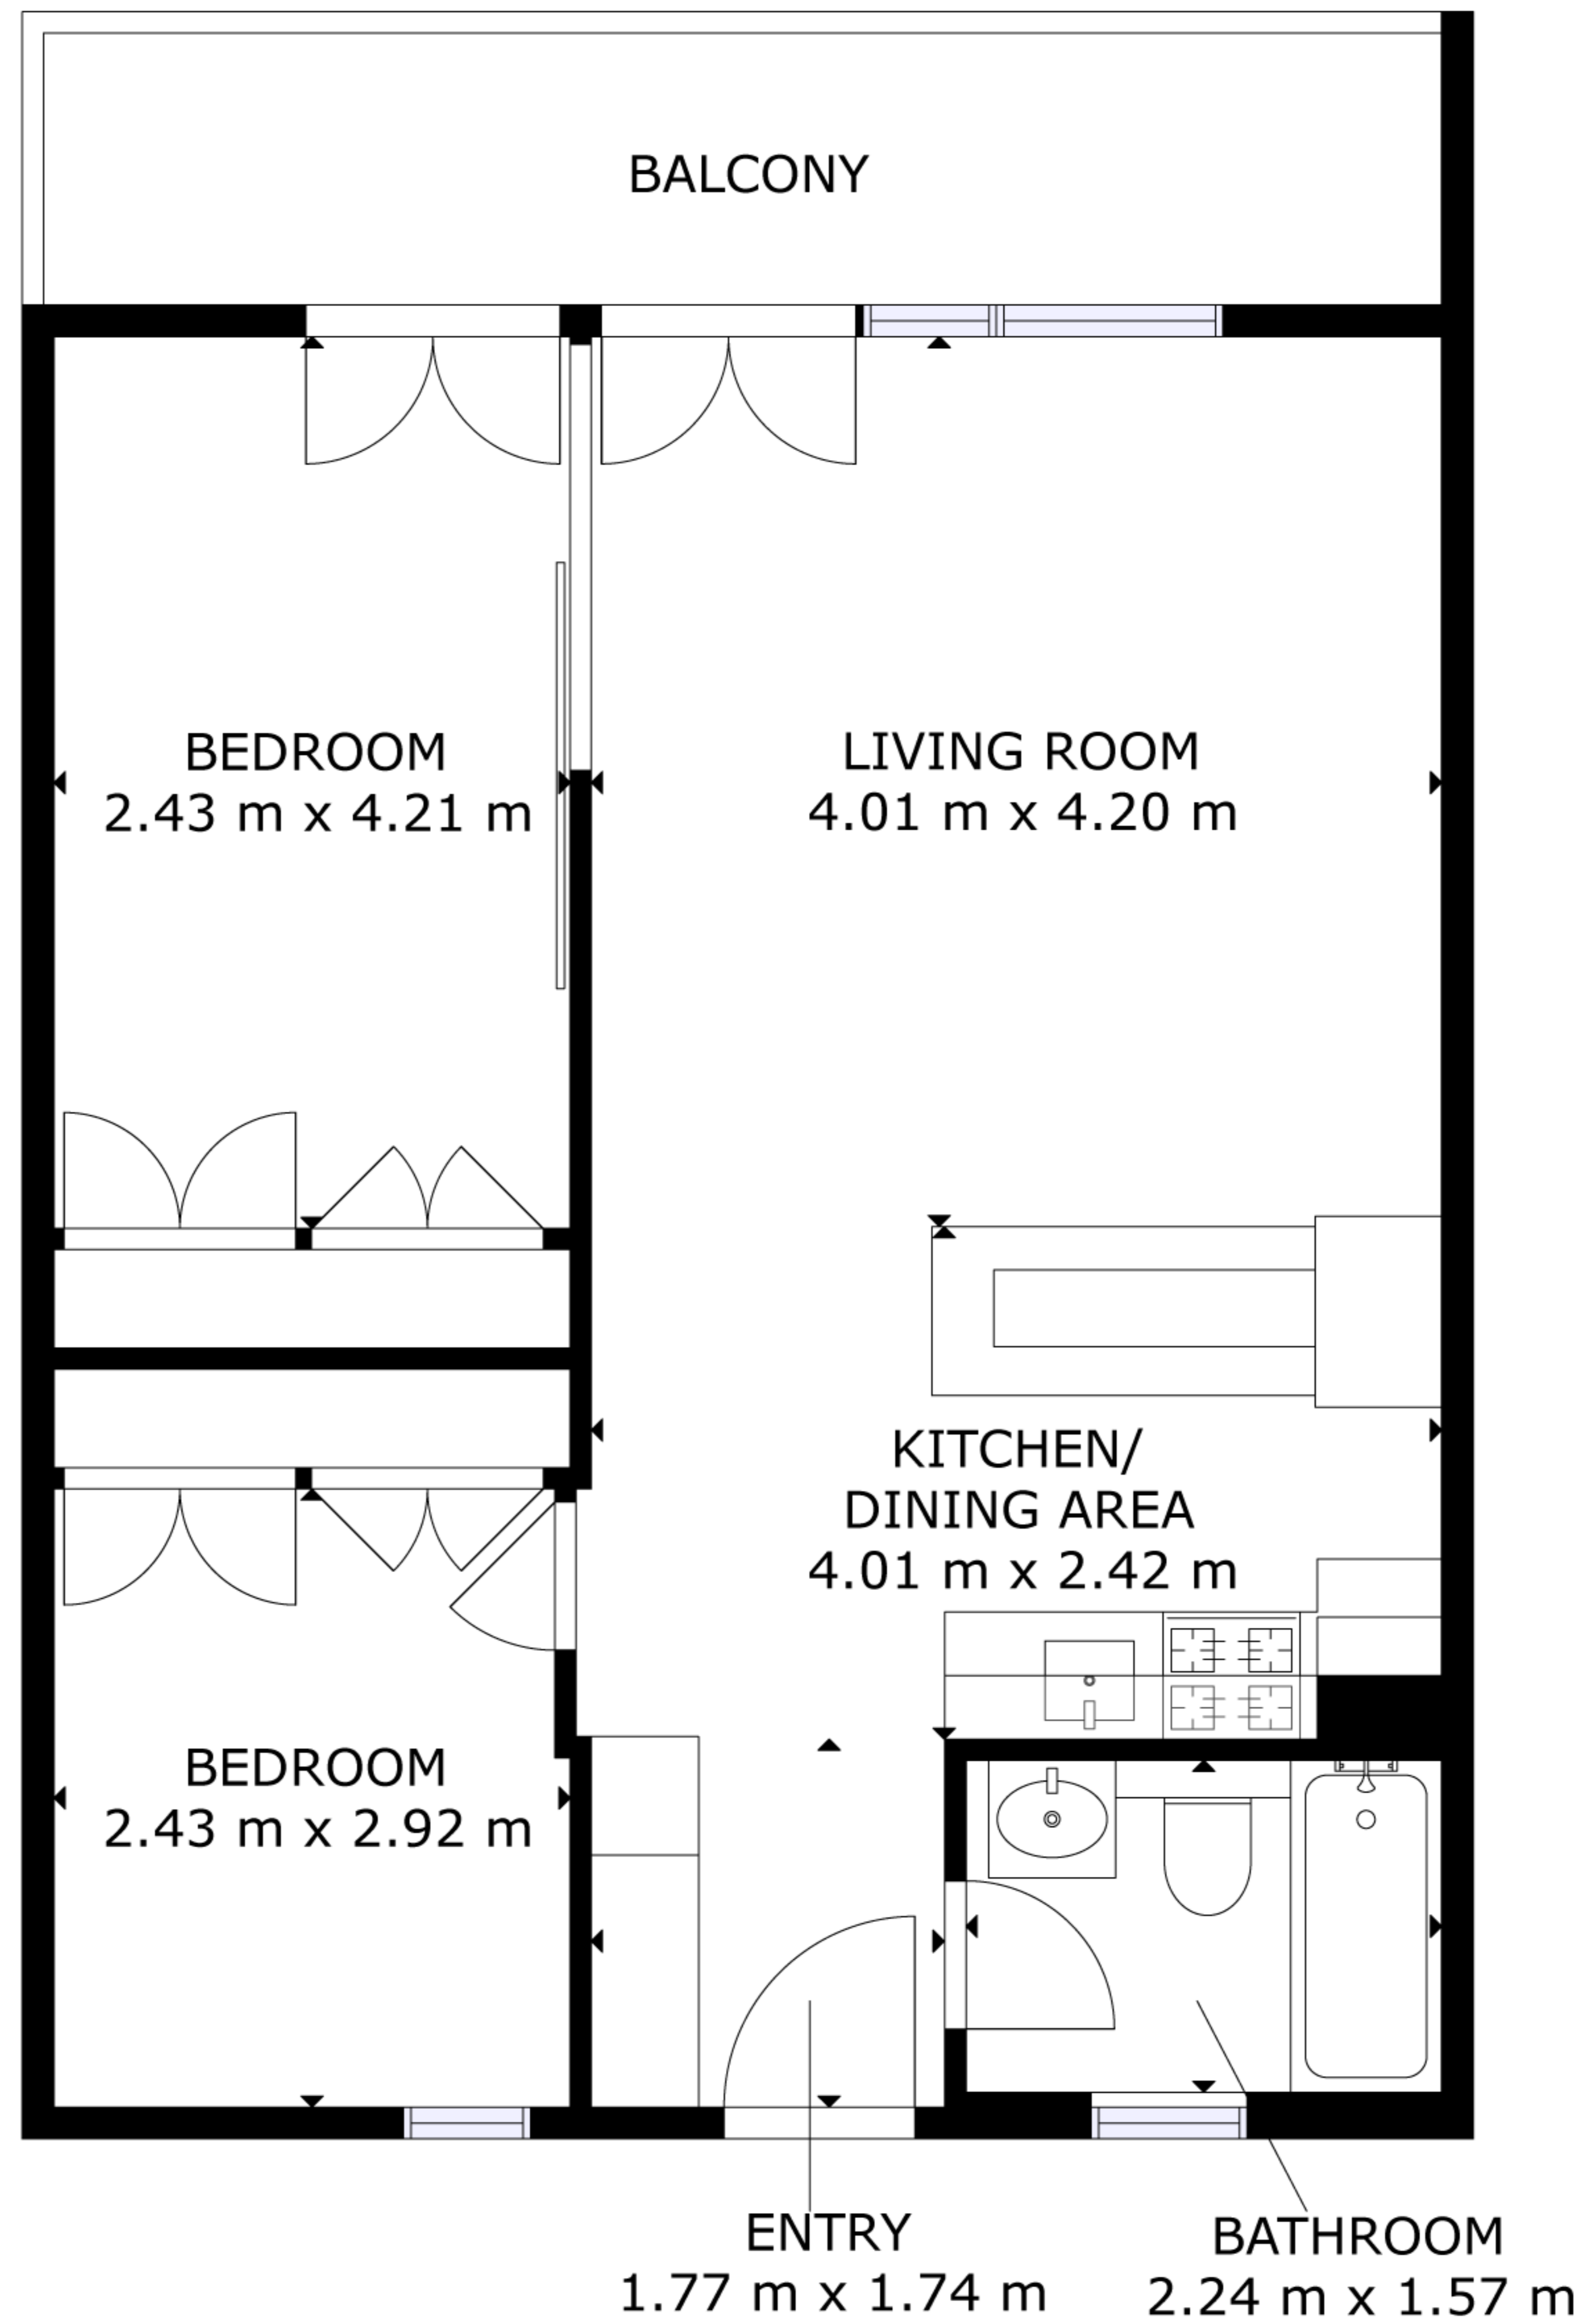 BALCONY
BEDROOM
2.43 m x 4.21 m
LIVING ROOM
4.01 m x 4.20 m
KITCHEN/
DINING AREA
4.01 m x 2.42 m
BEDROOM
2.43 m x 2.92 m
ENTRY
1.77 m x 1.74 m
BATHROOM
2.24 m x 1.57 m